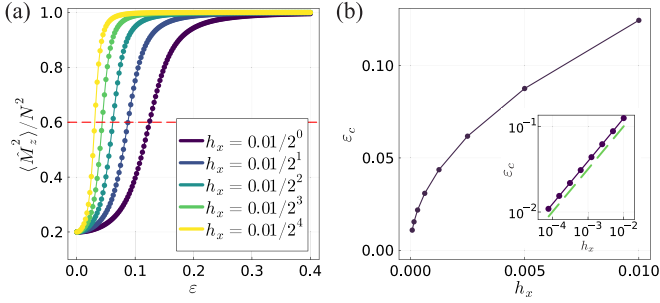 (a)
1.0
0.8
0.6
0.4
0.2
⟨M̂_z^2⟩/N^2
h_x = 0.01/2^0
h_x = 0.01/2^1
h_x = 0.01/2^2
h_x = 0.01/2^3
h_x = 0.01/2^4
0.0 0.1 0.2 0.3 0.4
ε
(b)
0.10
0.05
0.00
ε_c
10^{-1}
10^{-2}
ε_c
10^{-4} 10^{-3} 10^{-2}
h_x
0.000 0.005 0.010
h_x